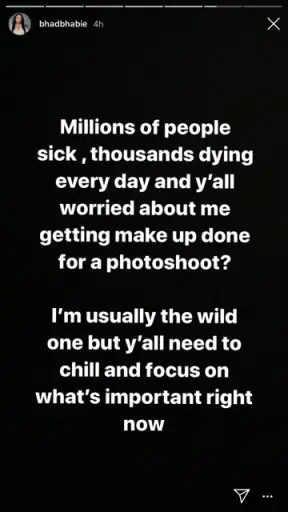 bhadbhabie 4h
Millions of people
sick , thousands dying
every day and y’all
worried about me
getting make up done
for a photoshoot?
I’m usually the wild
one but y’all need to
chill and focus on
what’s important right
now